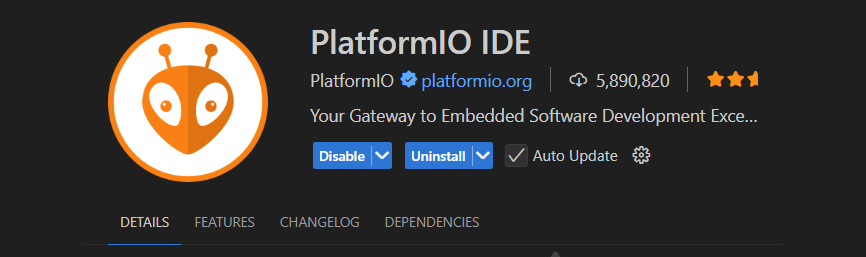 PlatformIO IDE
PlatformIO platformio.org 5,890,820
Your Gateway to Embedded Software Development Exce...
Disable Uninstall Auto Update
DETAILS FEATURES CHANGELOG DEPENDENCIES